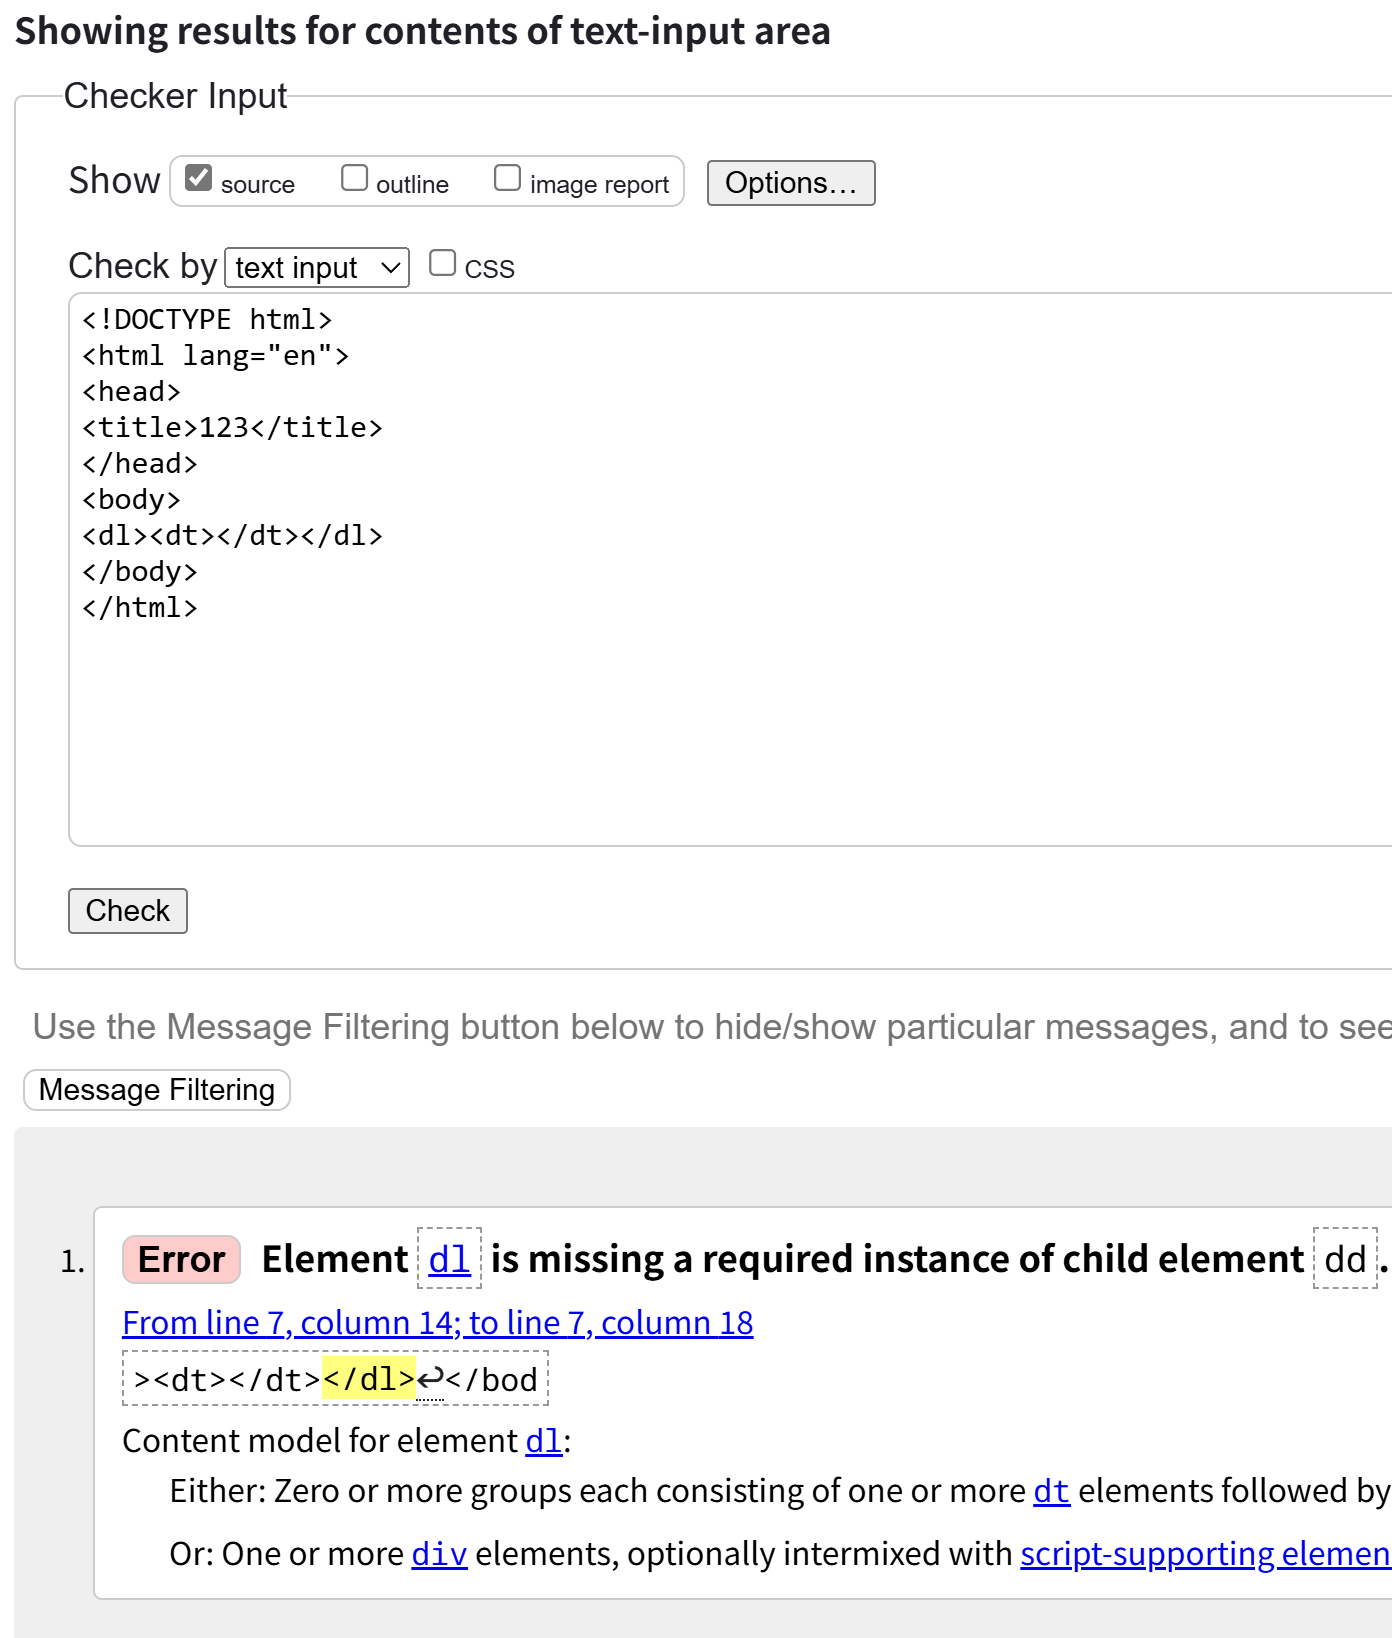 Showing results for contents of text-input area
Checker Input
Show source outline image report Options…
Check by text input CSS
<!DOCTYPE html>
<html lang="en">
<head>
<title>123</title>
</head>
<body>
<dl><dt></dt></dl>
</body>
</html>
Check
Use the Message Filtering button below to hide/show particular messages, and to see
Message Filtering
1. Error Element dl is missing a required instance of child element dd.
From line 7, column 14; to line 7, column 18
><dt></dt></dl>↩</bod
Content model for element dl:
Either: Zero or more groups each consisting of one or more dt elements followed by
Or: One or more div elements, optionally intermixed with script-supporting elemen